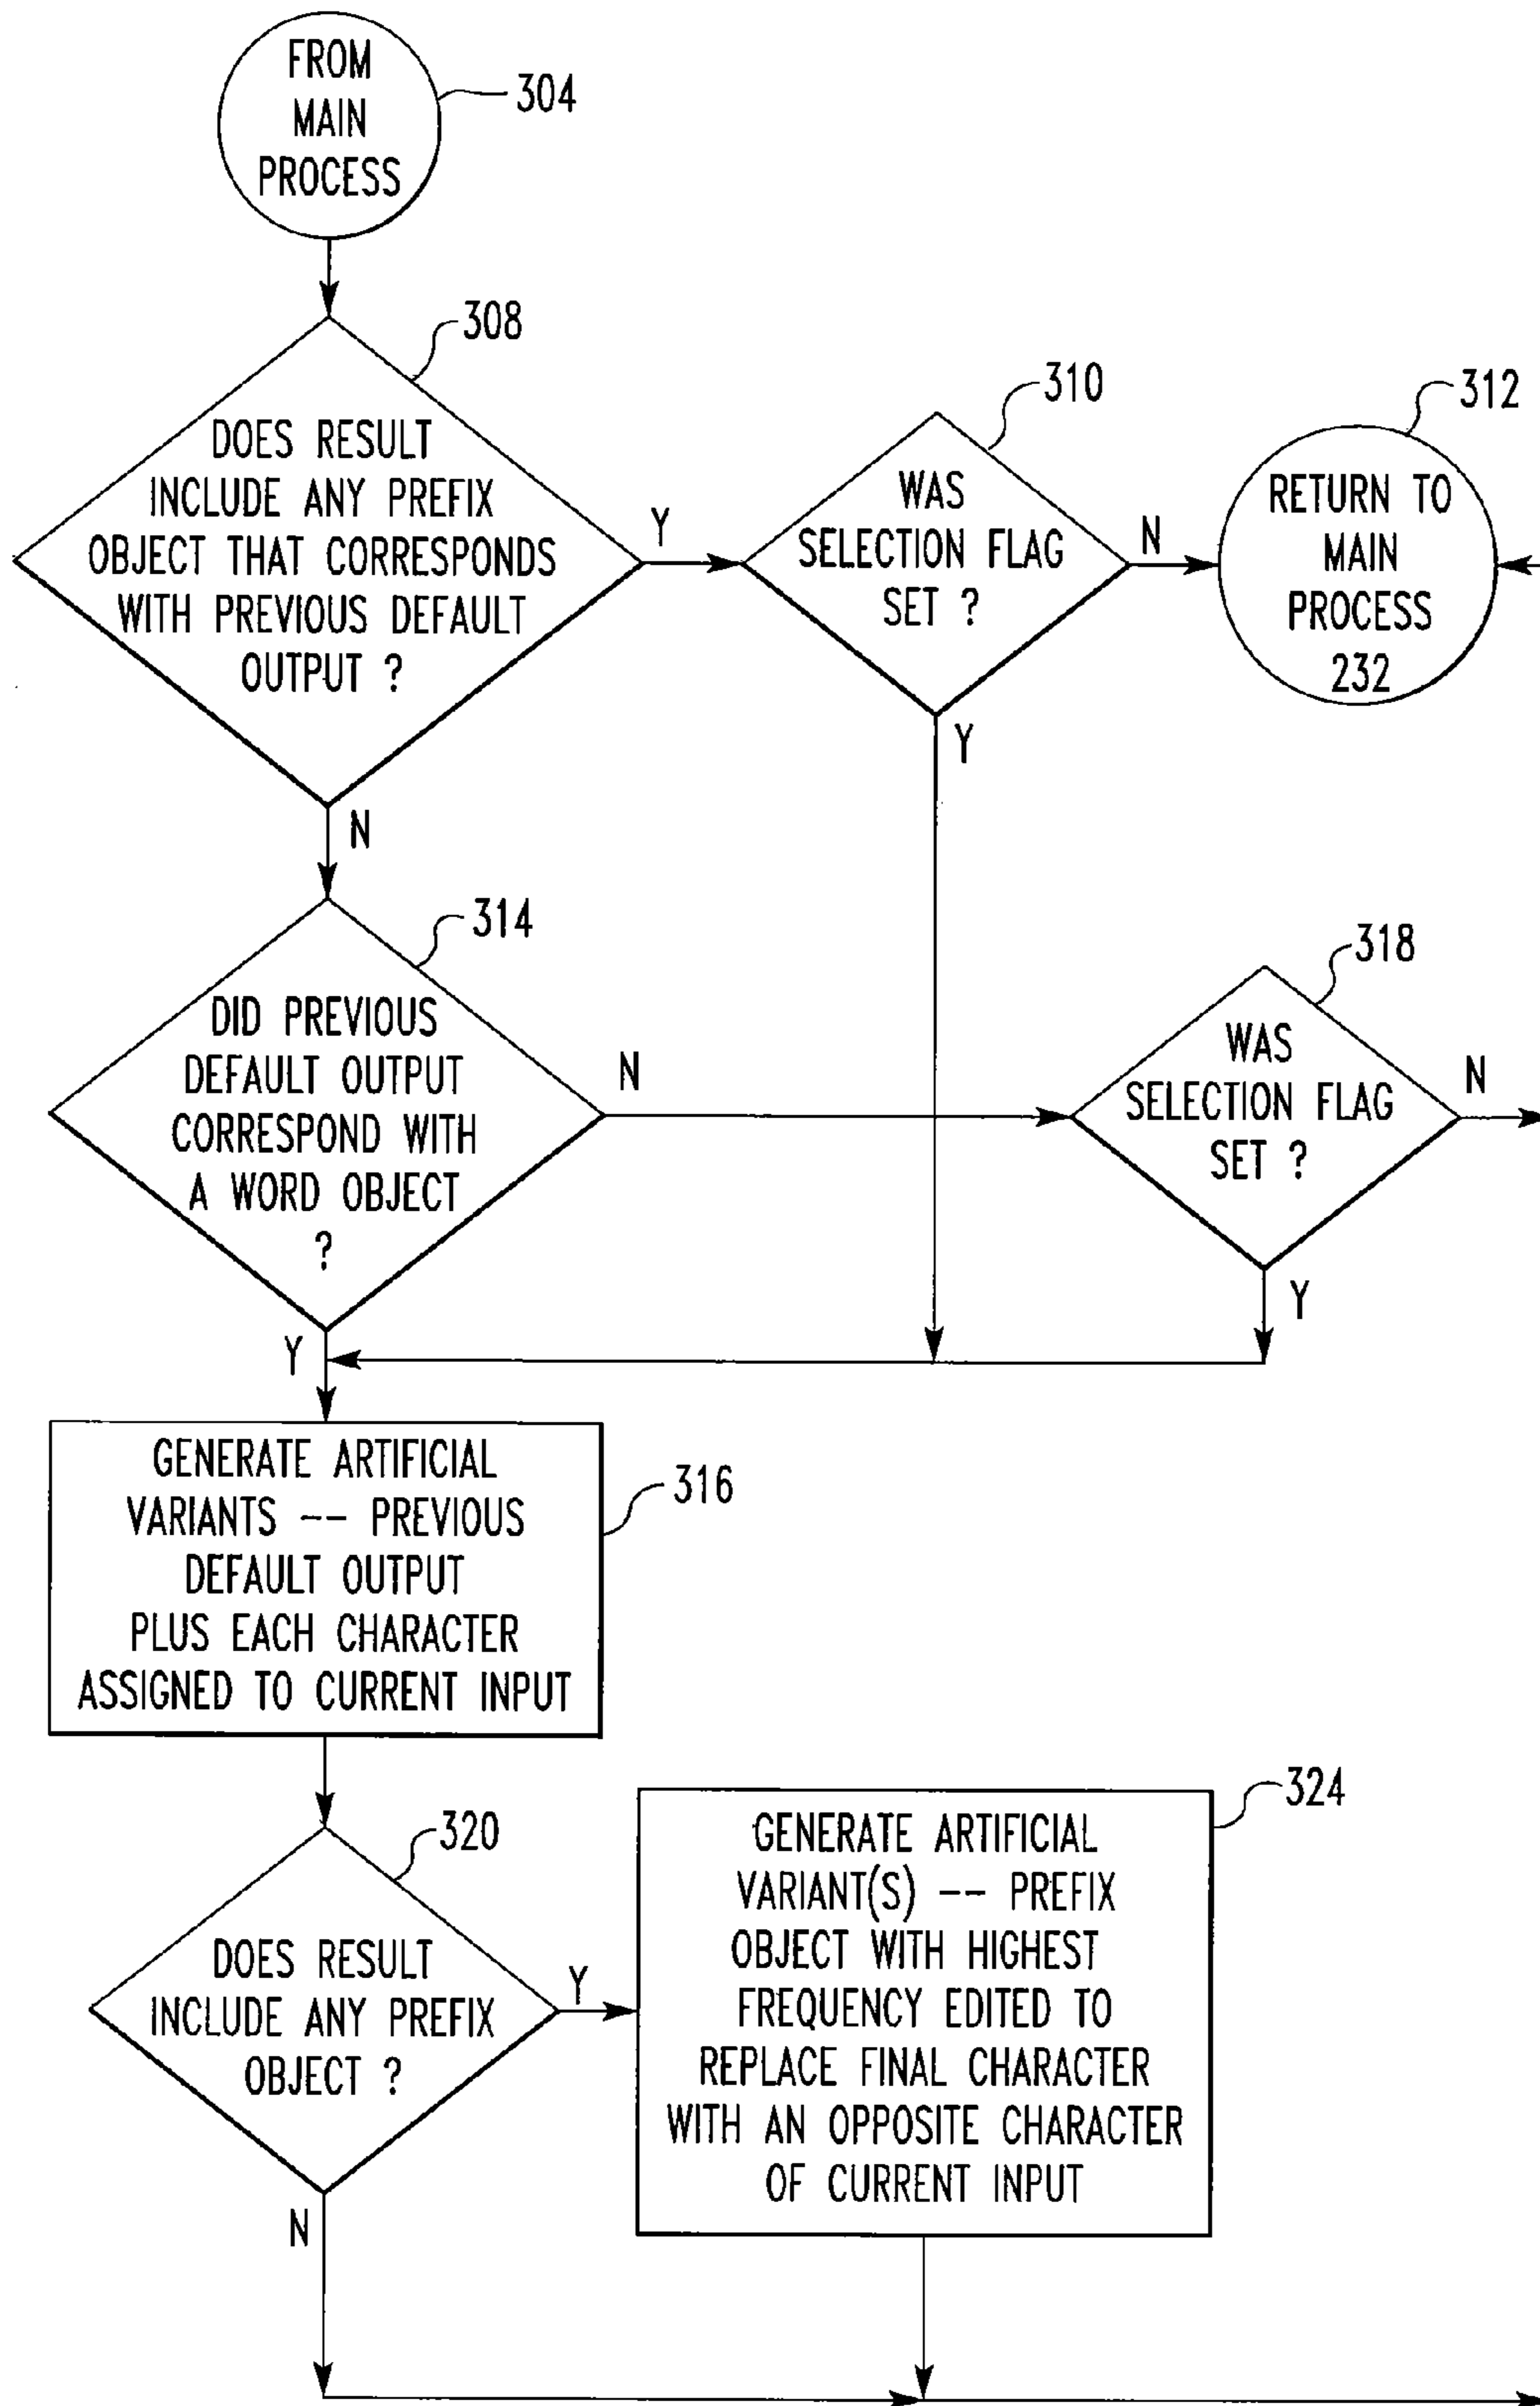 FROM
MAIN
PROCESS
304
308
DOES RESULT
INCLUDE ANY PREFIX
OBJECT THAT CORRESPONDS
WITH PREVIOUS DEFAULT
OUTPUT ?
Y
N
310
WAS
SELECTION FLAG
SET ?
N
Y
312
RETURN TO
MAIN
PROCESS
232
314
DID PREVIOUS
DEFAULT OUTPUT
CORRESPOND WITH
A WORD OBJECT
?
N
Y
318
WAS
SELECTION FLAG
SET ?
N
Y
316
GENERATE ARTIFICIAL
VARIANTS -- PREVIOUS
DEFAULT OUTPUT
PLUS EACH CHARACTER
ASSIGNED TO CURRENT INPUT
320
DOES RESULT
INCLUDE ANY PREFIX
OBJECT ?
Y
N
324
GENERATE ARTIFICIAL
VARIANT(S) -- PREFIX
OBJECT WITH HIGHEST
FREQUENCY EDITED TO
REPLACE FINAL CHARACTER
WITH AN OPPOSITE CHARACTER
OF CURRENT INPUT